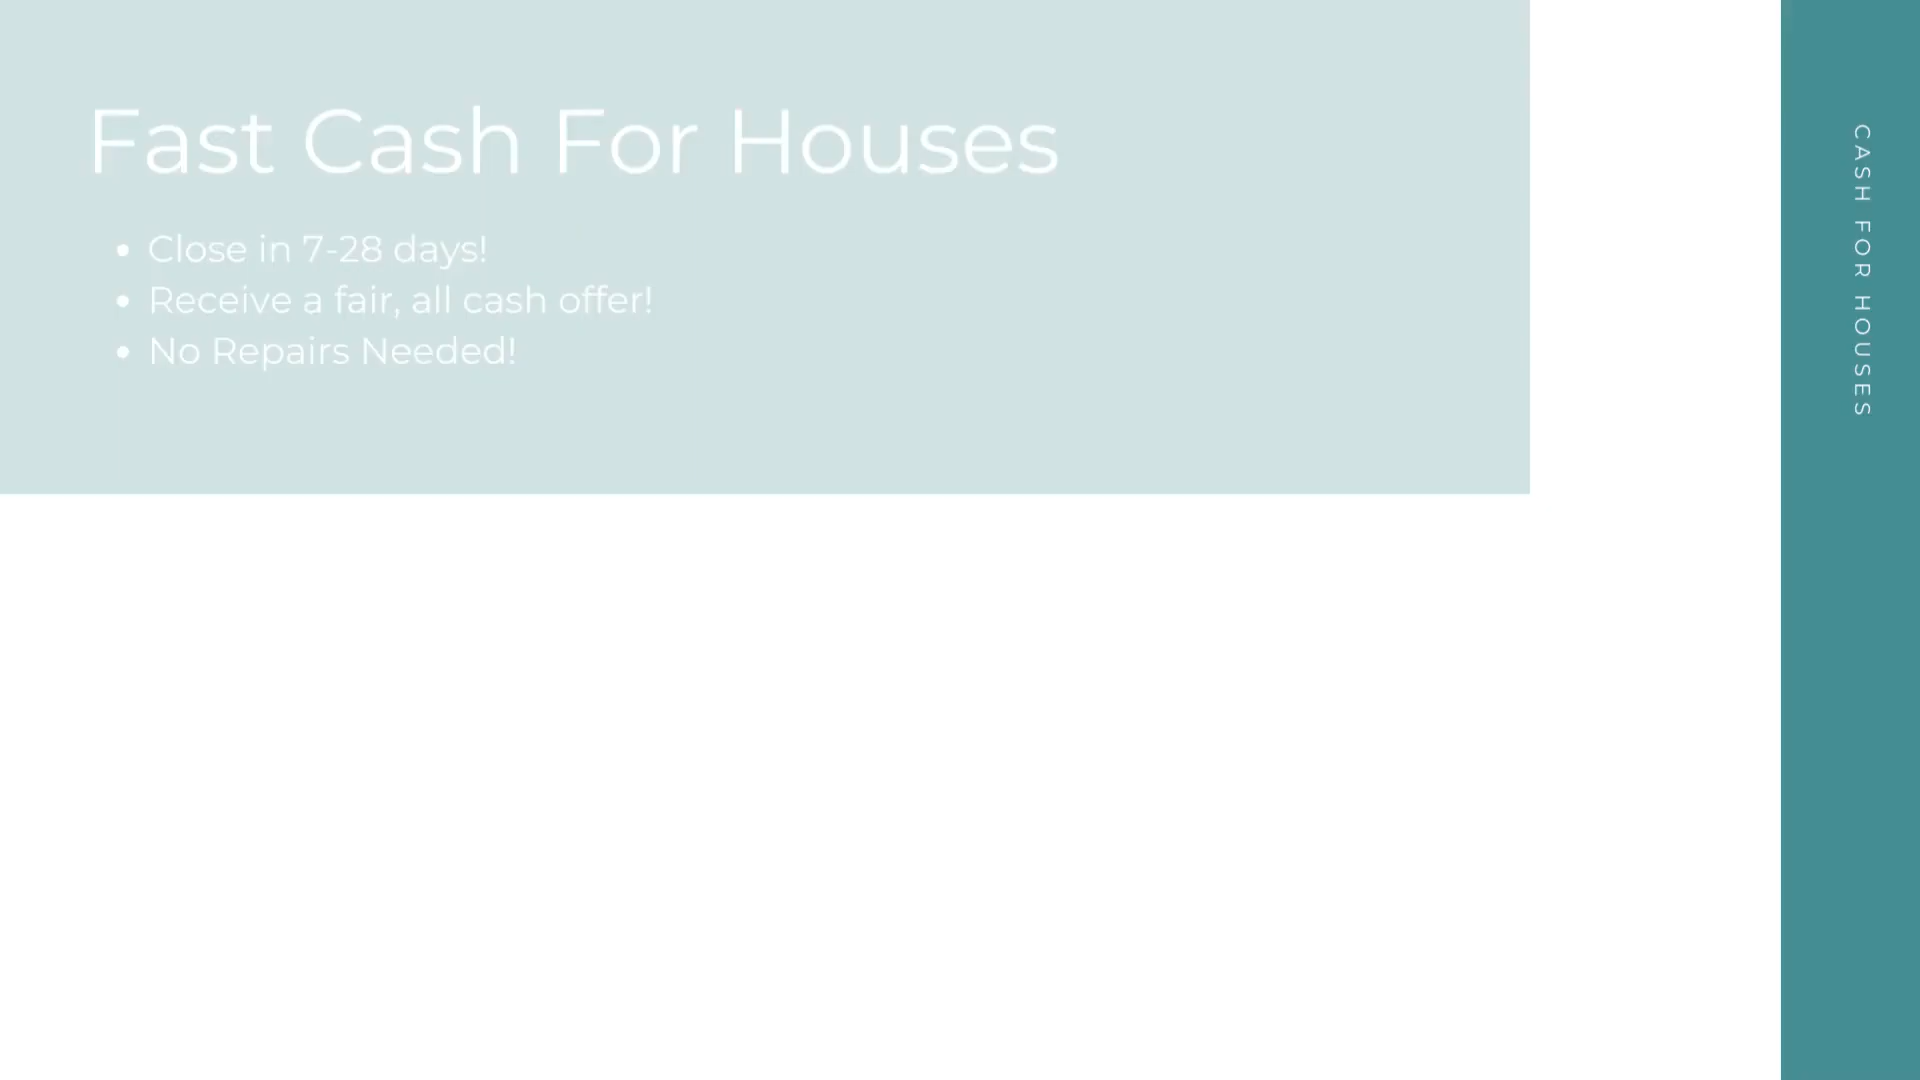 Fast Cash For Houses
• Close in 7-28 days!
• Receive a fair, all cash offer!
• No Repairs Needed!
CASH FOR HOUSES